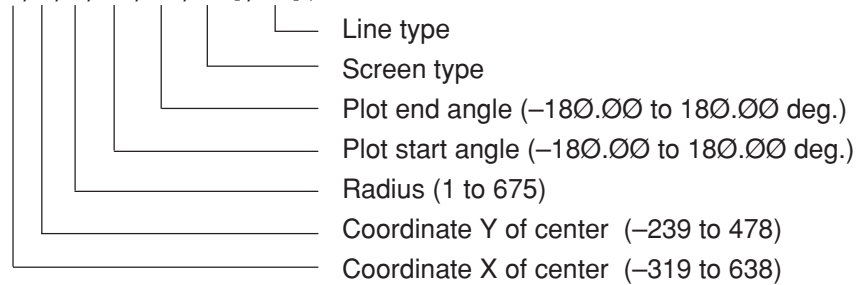 Line type
Screen type
Plot end angle (–18Ø.ØØ to 18Ø.ØØ deg.)
Plot start angle (–18Ø.ØØ to 18Ø.ØØ deg.)
Radius (1 to 675)
Coordinate Y of center (–239 to 478)
Coordinate X of center (–319 to 638)